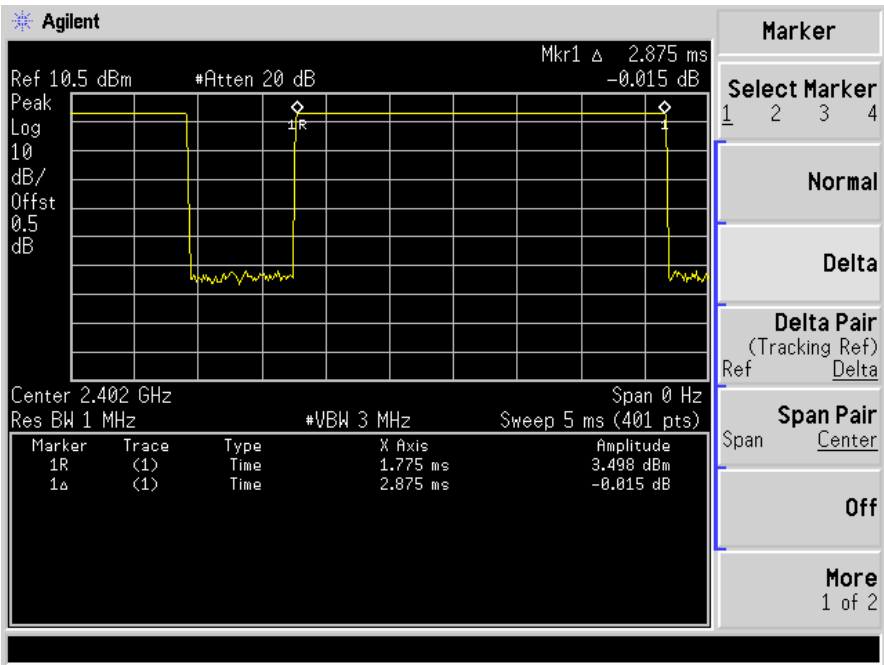 Agilent
Marker
Mkr1 Δ 2.875 ms
Ref 10.5 dBm #Atten 20 dB -0.015 dB
Peak
Log
10
dB/
Offst
0.5
dB
1R
1
Center 2.402 GHz Span 0 Hz
Res BW 1 MHz #VBW 3 MHz Sweep 5 ms (401 pts)
Marker Trace Type X Axis Amplitude
1R (1) Time 1.775 ms 3.498 dBm
1Δ (1) Time 2.875 ms -0.015 dB
Select Marker
1 2 3 4
Normal
Delta
Delta Pair
(Tracking Ref)
Ref Delta
Span Pair
Span Center
Off
More
1 of 2